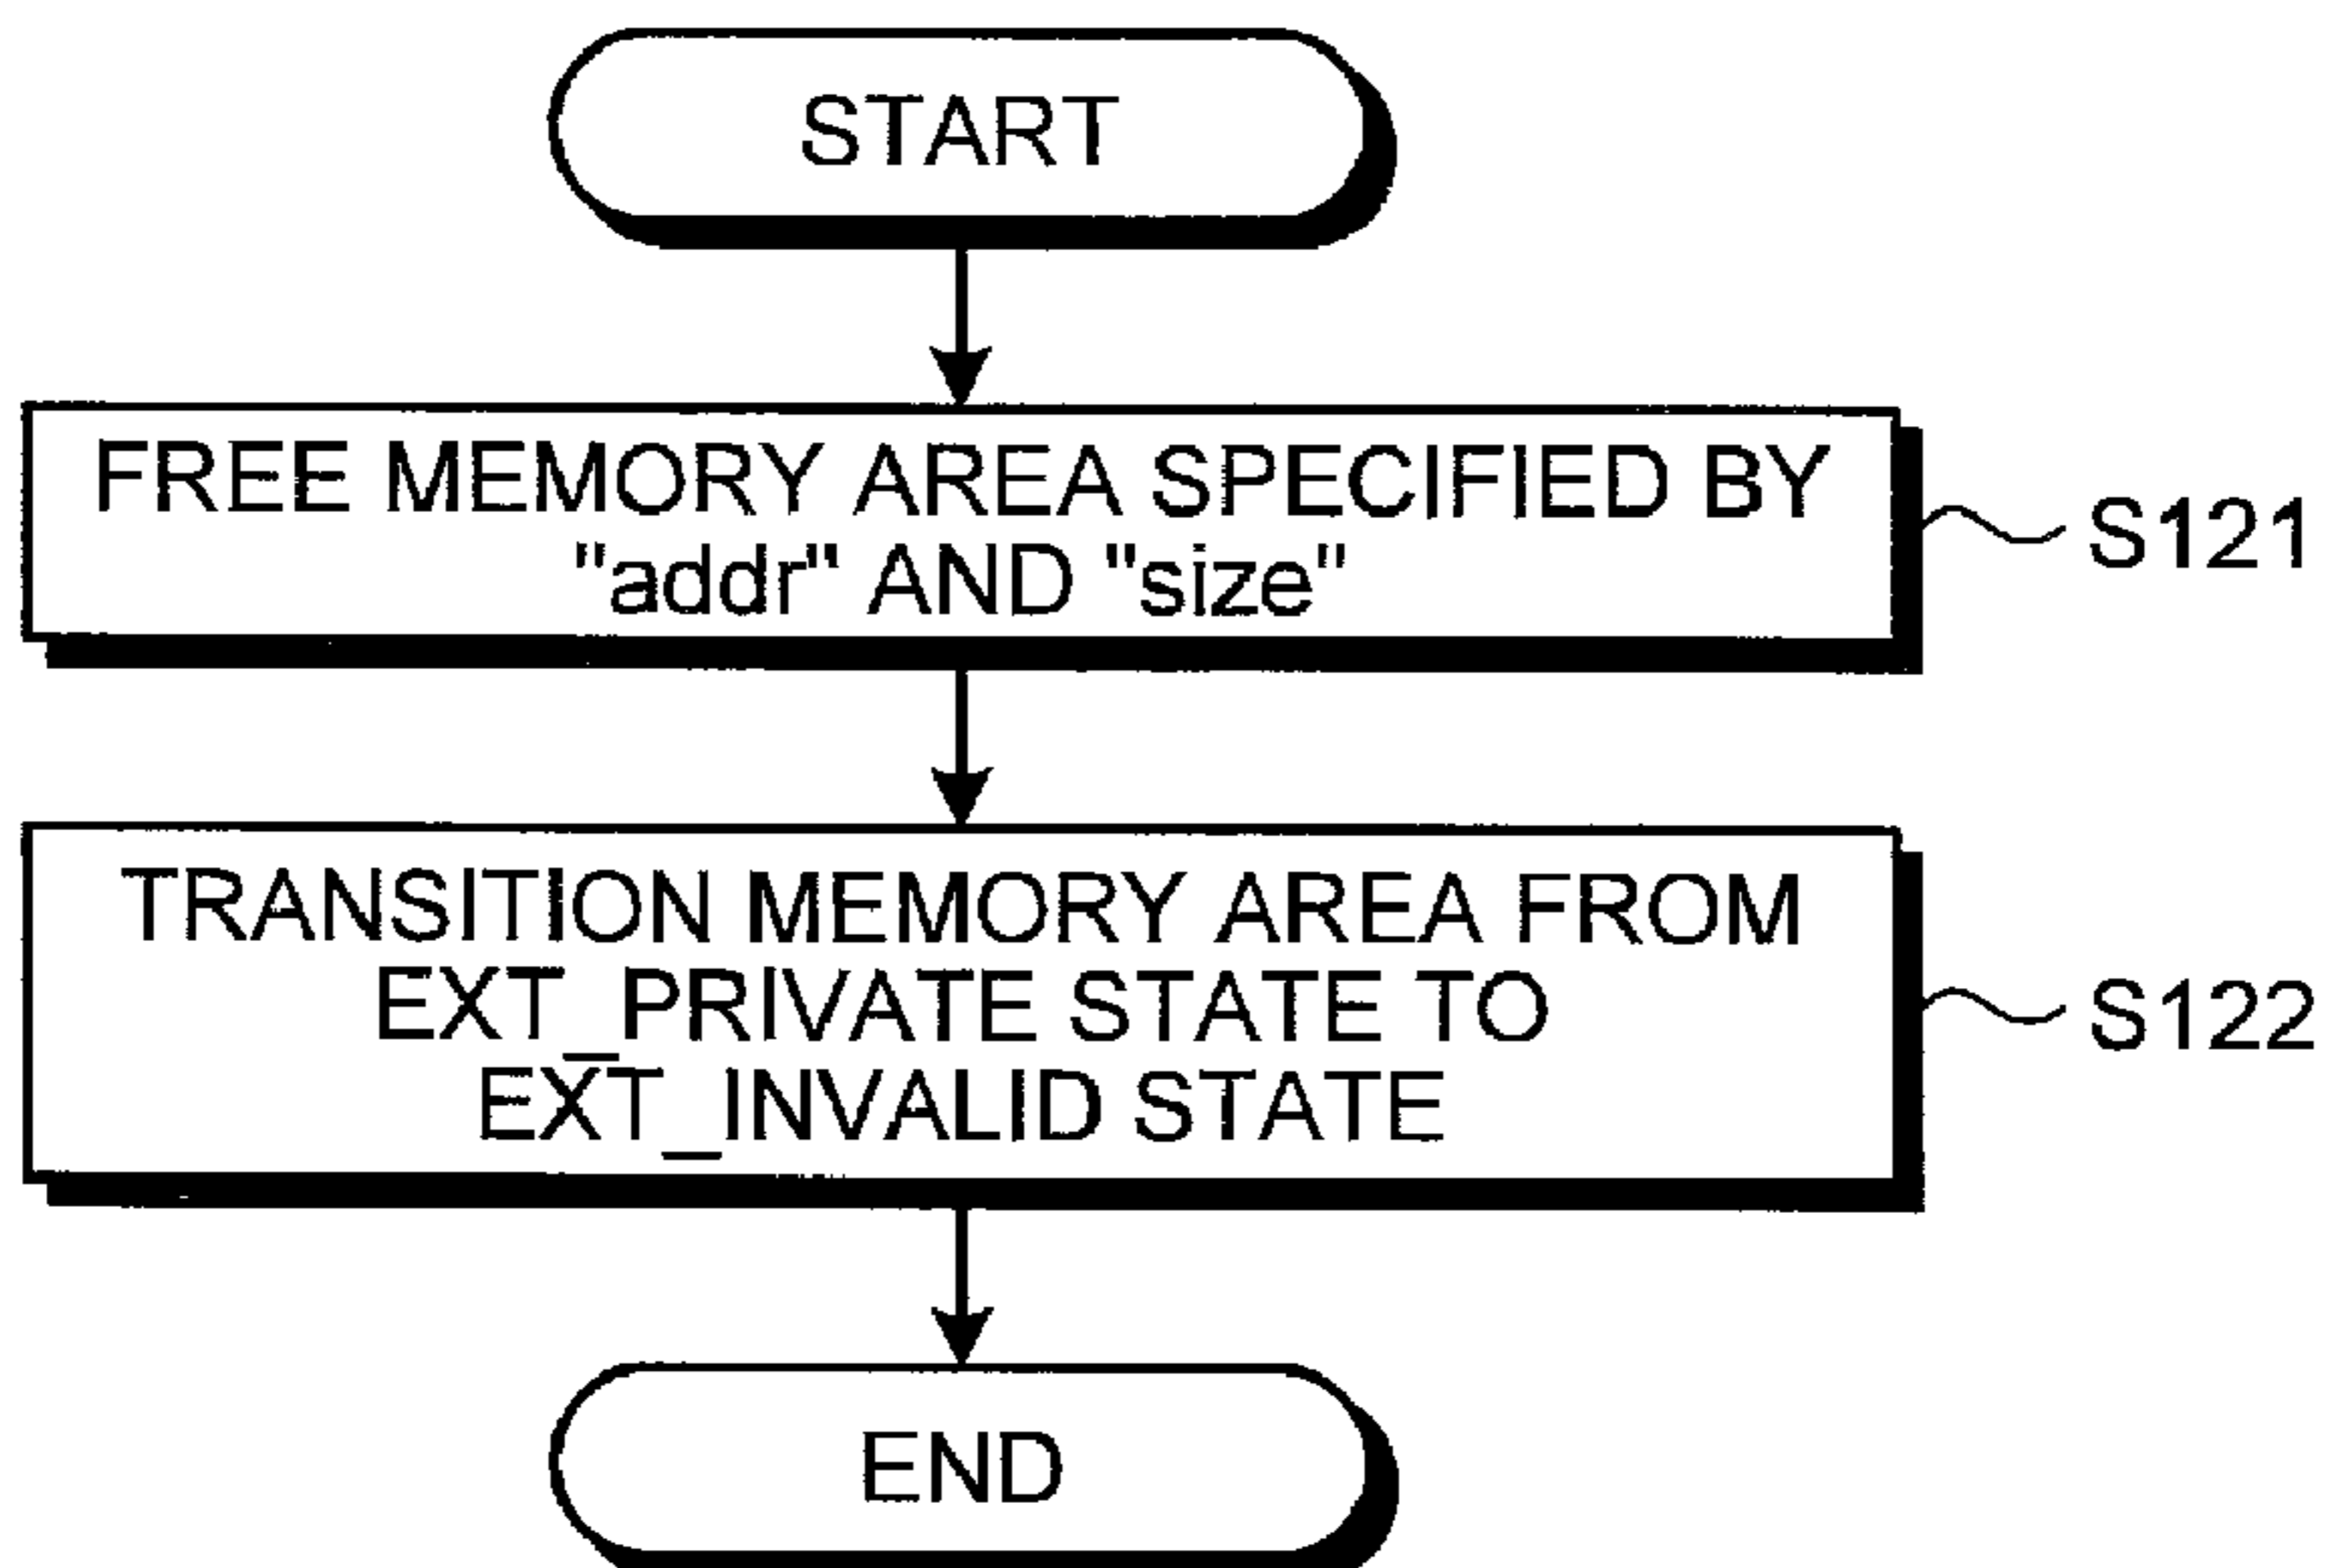 START
FREE MEMORY AREA SPECIFIED BY
"addr" AND "size"
S121
TRANSITION MEMORY AREA FROM
EXT_PRIVATE STATE TO
EXT_INVALID STATE
S122
END